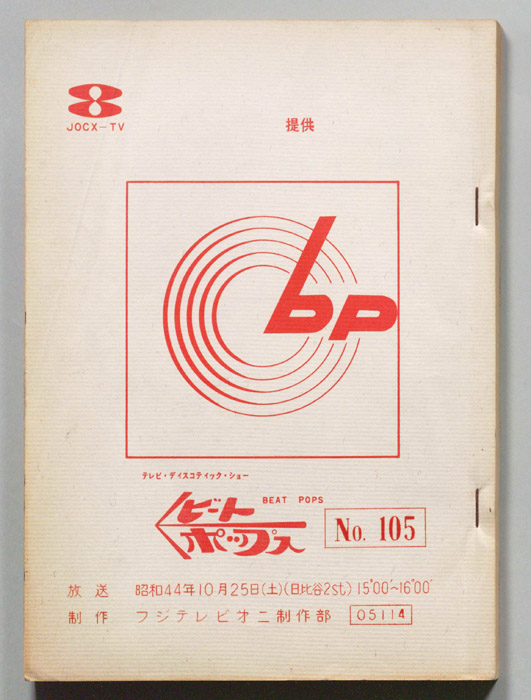 JOCX-TV
提供
bp
テレビ・ディスコティック・ショー
BEAT POPS
ビート
ポップス
No. 105
放送 昭和44年10月25日(土)(日比谷2st) 15°00'~16°00'
制作 フジテレビオ二制作部 05114